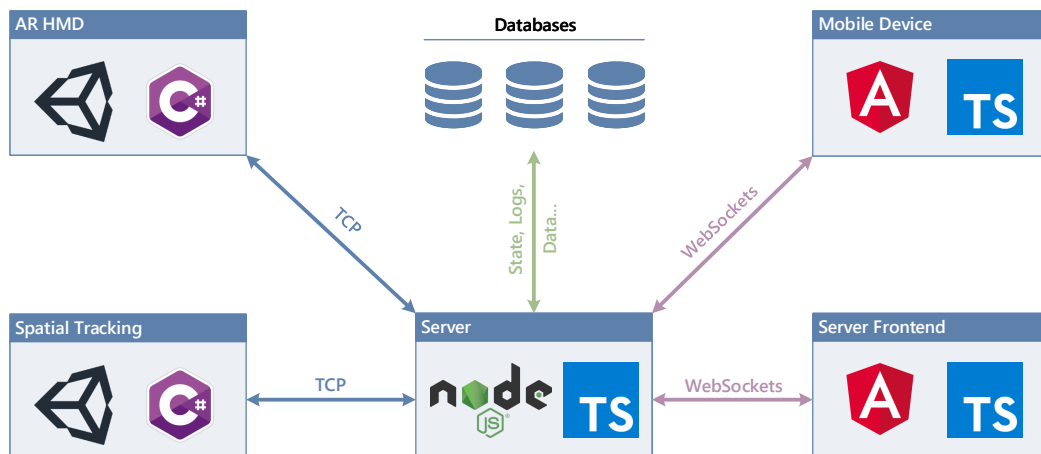 AR HMD
C#
Databases
Mobile Device
A
TS
TCP
State, Logs,
Data...
WebSockets
Spatial Tracking
C#
TCP
Server
node
JS
TS
WebSockets
Server Frontend
A
TS